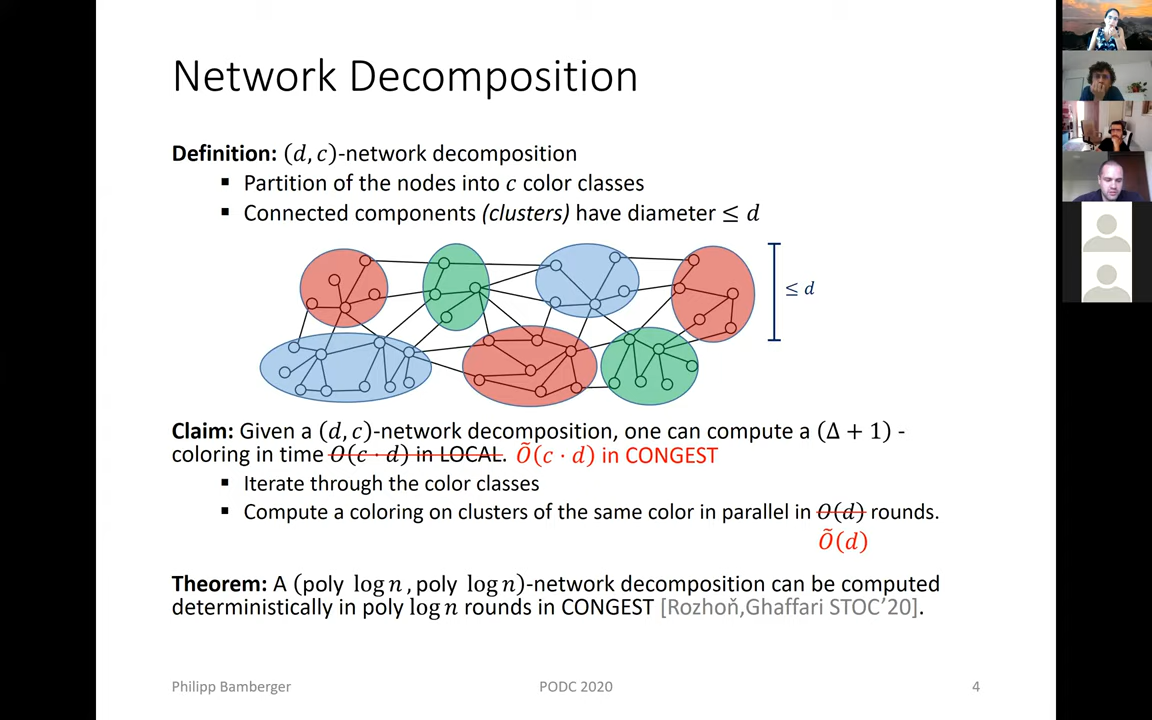 Network Decomposition
Definition: (d, c)-network decomposition
▪ Partition of the nodes into c color classes
▪ Connected components (clusters) have diameter ≤ d
≤ d
Claim: Given a (d, c)-network decomposition, one can compute a (Δ + 1) -
coloring in time O(c · d) in LOCAL. Õ(c · d) in CONGEST
▪ Iterate through the color classes
▪ Compute a coloring on clusters of the same color in parallel in O(d) rounds.
Õ(d)
Theorem: A (poly log n , poly log n)-network decomposition can be computed
deterministically in poly log n rounds in CONGEST [Rozhoň,Ghaffari STOC’20].
Philipp Bamberger
PODC 2020
4